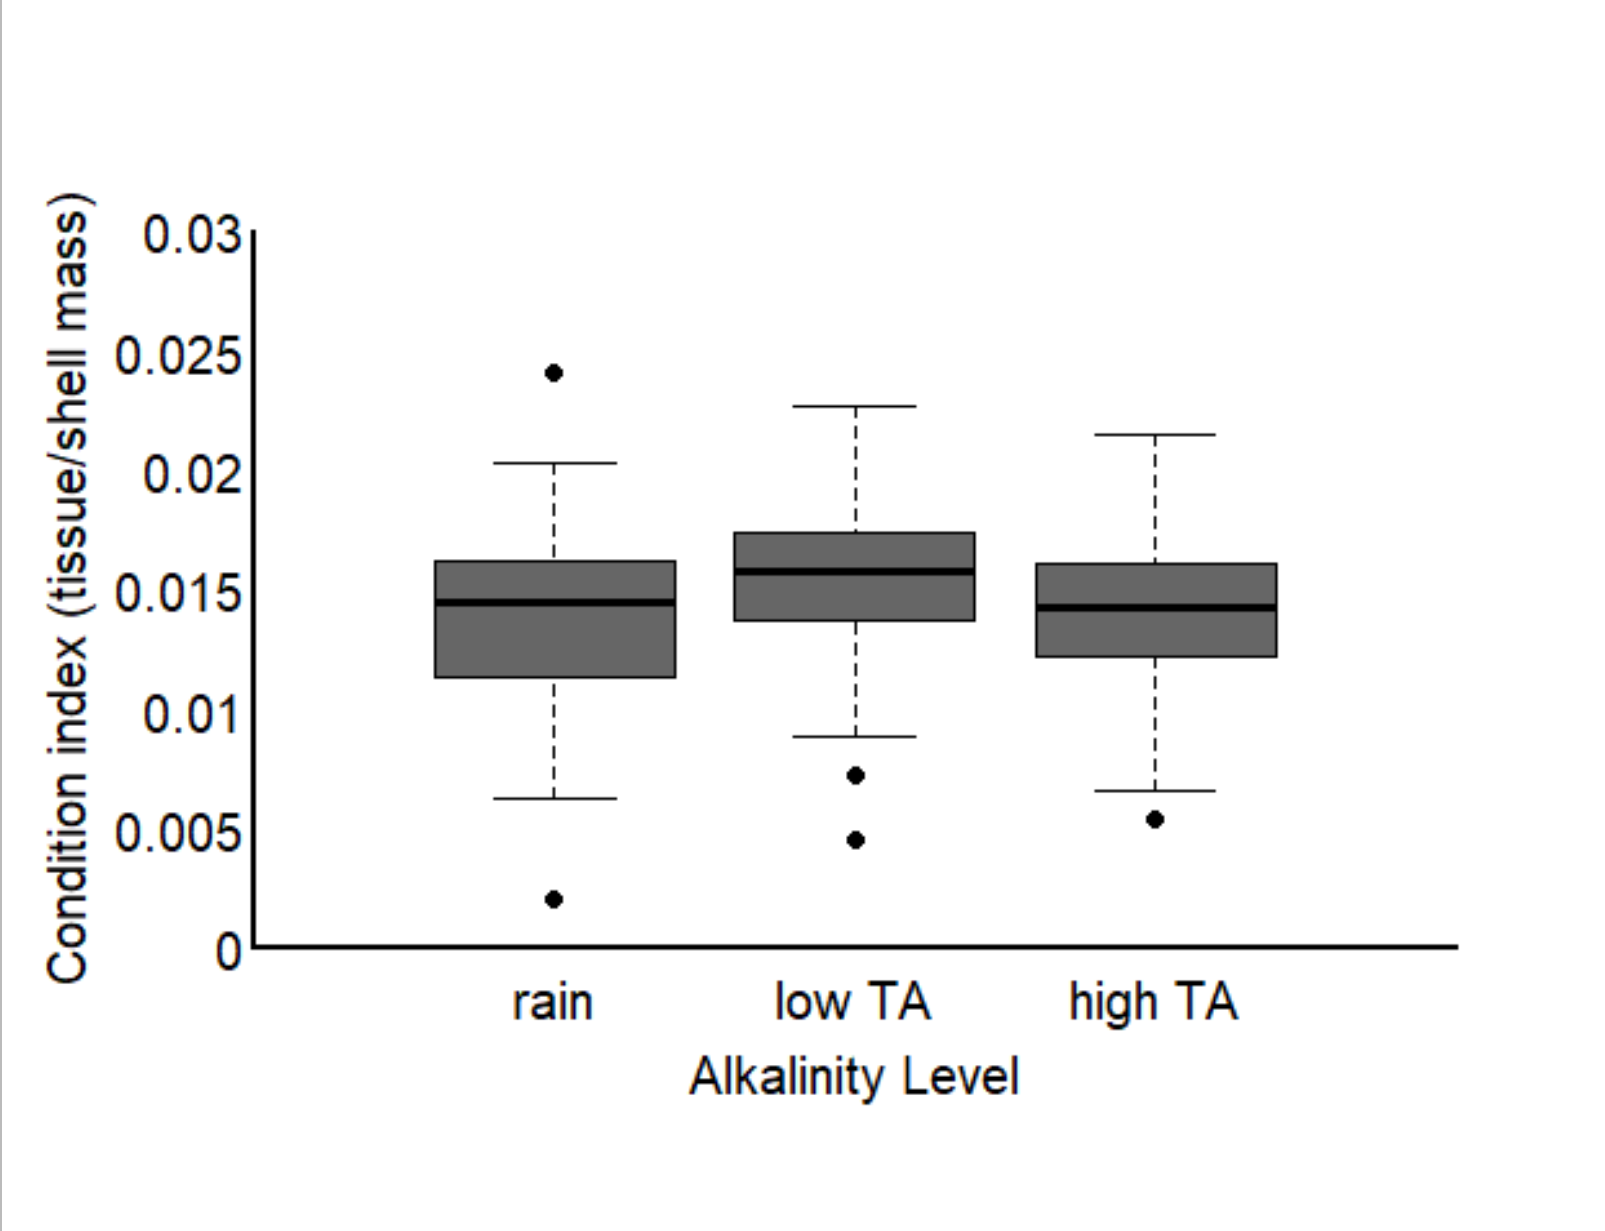 Condition index (tissue/shell mass)
0.03
0.025
0.02
0.015
0.01
0.005
0
rain
low TA
high TA
Alkalinity Level